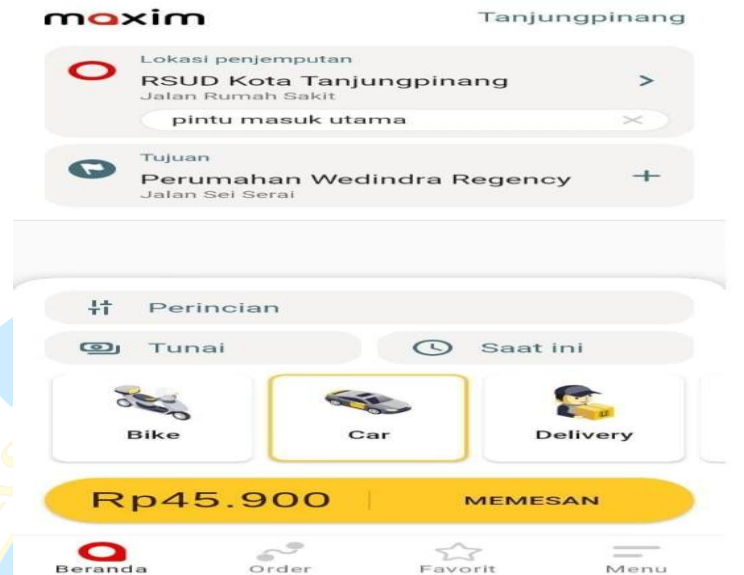 maxim
Tanjungpinang
Lokasi penjemputan
RSUD Kota Tanjungpinang
Jalan Rumah Sakit
pintu masuk utama
Tujuan
Perumahan Wedindra Regency
Jalan Sei Serai
Perincian
Tunai
Saat ini
Bike
Car
Delivery
Rp45.900
MEMESAN
Beranda
Order
Favorit
Menu